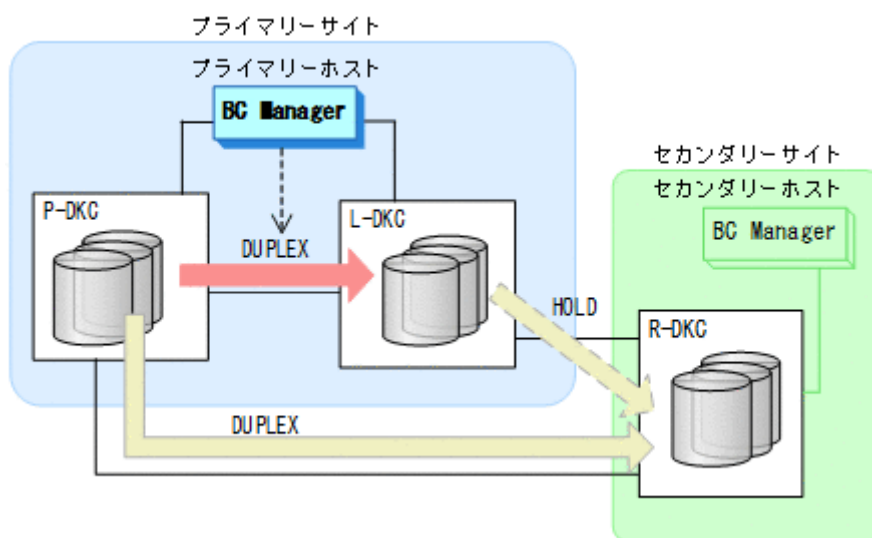 プライマリーサイト
プライマリーホスト
BC Manager
セカンダリーサイト
セカンダリーホスト
P-DKC
L-DKC
BC Manager
DUPLEX
HOLD
R-DKC
DUPLEX